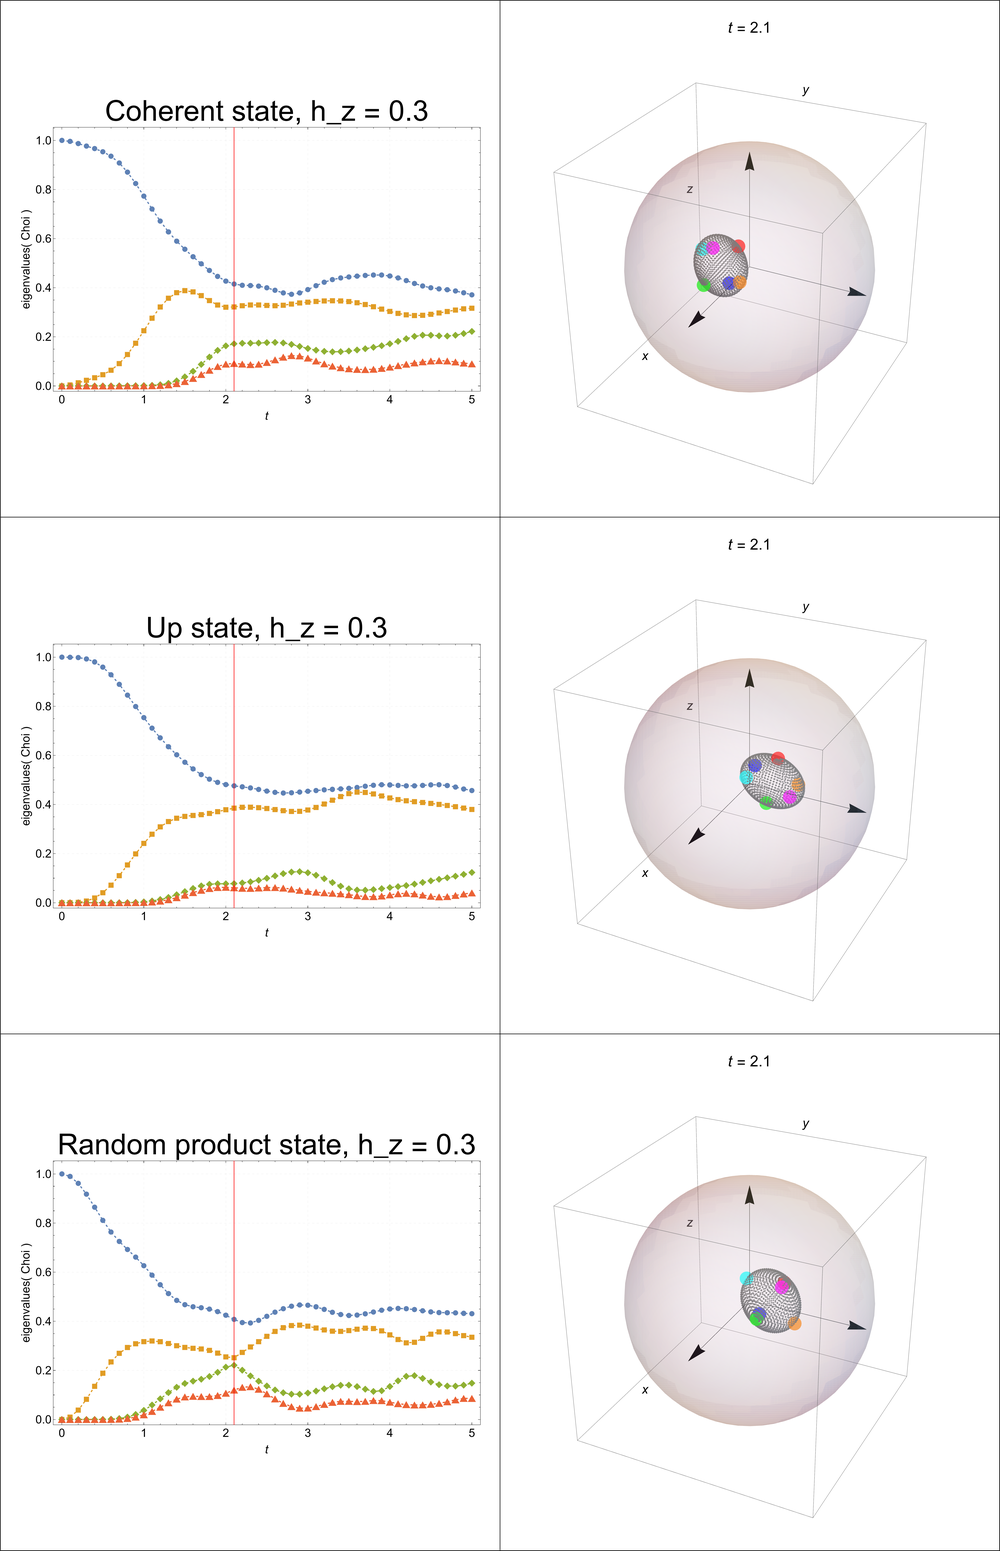 t = 2.1
Coherent state, h_z = 0.3
eigenvalues( Choi )
1.0
0.8
0.6
0.4
0.2
0.0
0 1 2 3 4 5
t
y
z
x
t = 2.1
Up state, h_z = 0.3
eigenvalues( Choi )
1.0
0.8
0.6
0.4
0.2
0.0
0 1 2 3 4 5
t
y
z
x
t = 2.1
Random product state, h_z = 0.3
eigenvalues( Choi )
1.0
0.8
0.6
0.4
0.2
0.0
0 1 2 3 4 5
t
y
z
x